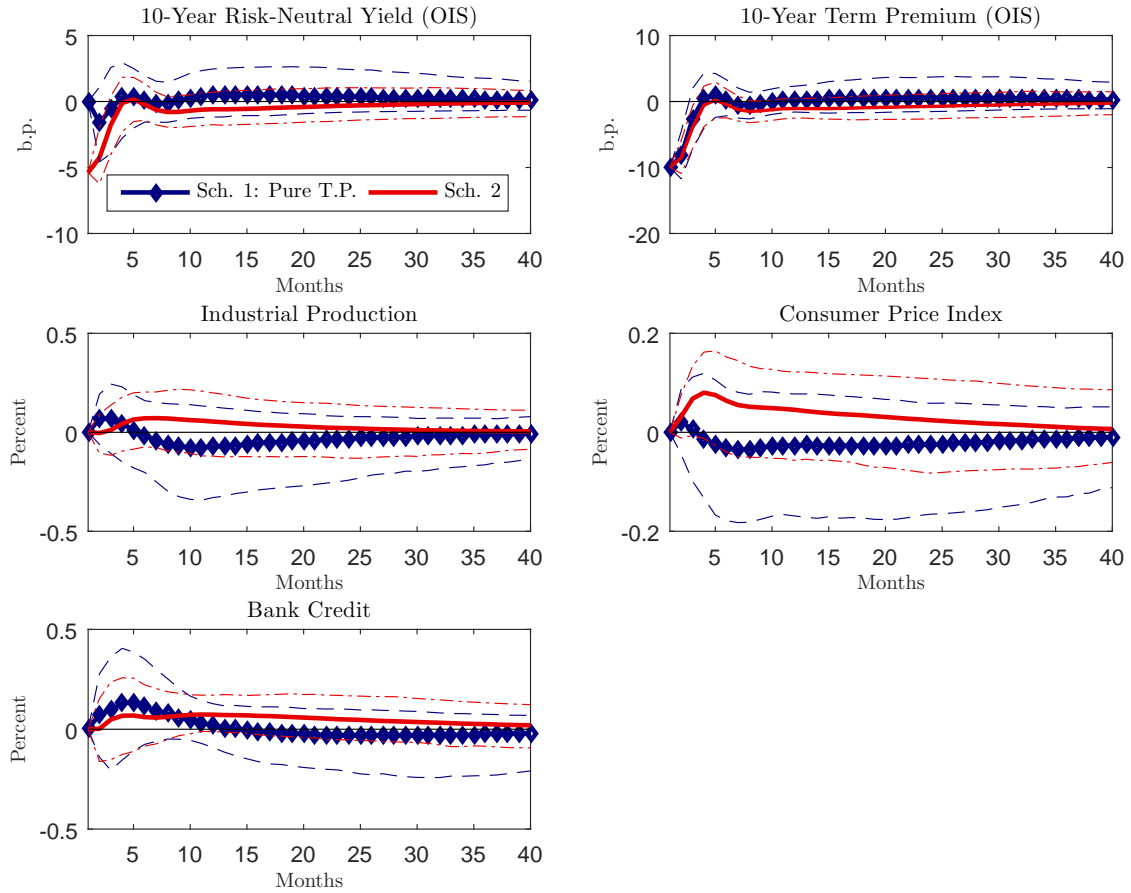 10-Year Risk-Neutral Yield (OIS)
5
0
-5
-10
b.p.
Sch. 1: Pure T.P.
Sch. 2
5 10 15 20 25 30 35 40
Months
10-Year Term Premium (OIS)
10
0
-10
-20
b.p.
5 10 15 20 25 30 35 40
Months
Industrial Production
0.5
0
-0.5
Percent
5 10 15 20 25 30 35 40
Months
Consumer Price Index
0.2
0
-0.2
Percent
5 10 15 20 25 30 35 40
Months
Bank Credit
0.5
0
-0.5
Percent
5 10 15 20 25 30 35 40
Months